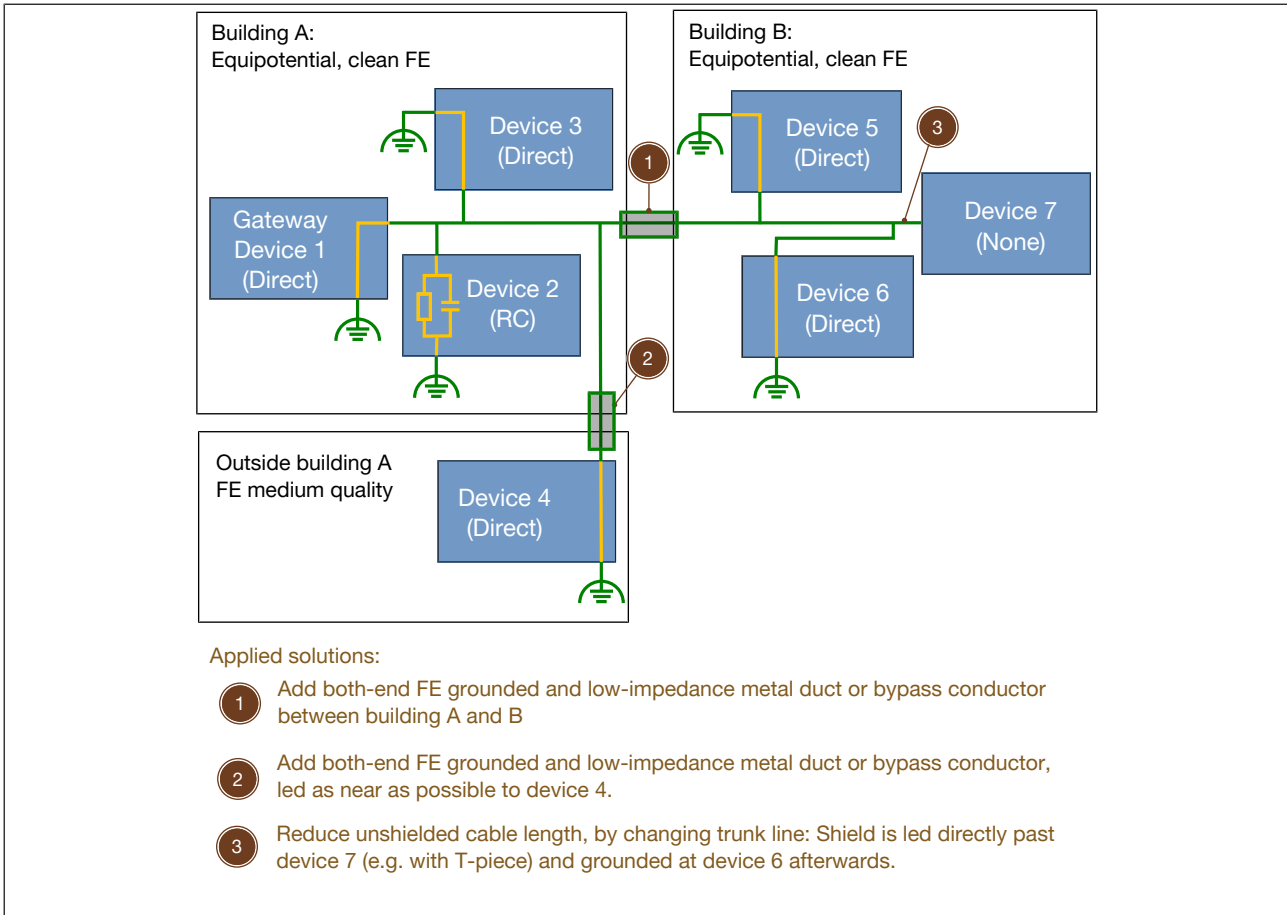 Building A:
Equipotential, clean FE
Building B:
Equipotential, clean FE
Device 3
(Direct)
Device 5
(Direct)
3
1
Gateway
Device 1
(Direct)
Device 7
(None)
Device 2
(RC)
Device 6
(Direct)
2
Outside building A
FE medium quality
Device 4
(Direct)
Applied solutions:
1 Add both-end FE grounded and low-impedance metal duct or bypass conductor
between building A and B
2 Add both-end FE grounded and low-impedance metal duct or bypass conductor,
led as near as possible to device 4.
3 Reduce unshielded cable length, by changing trunk line: Shield is led directly past
device 7 (e.g. with T-piece) and grounded at device 6 afterwards.